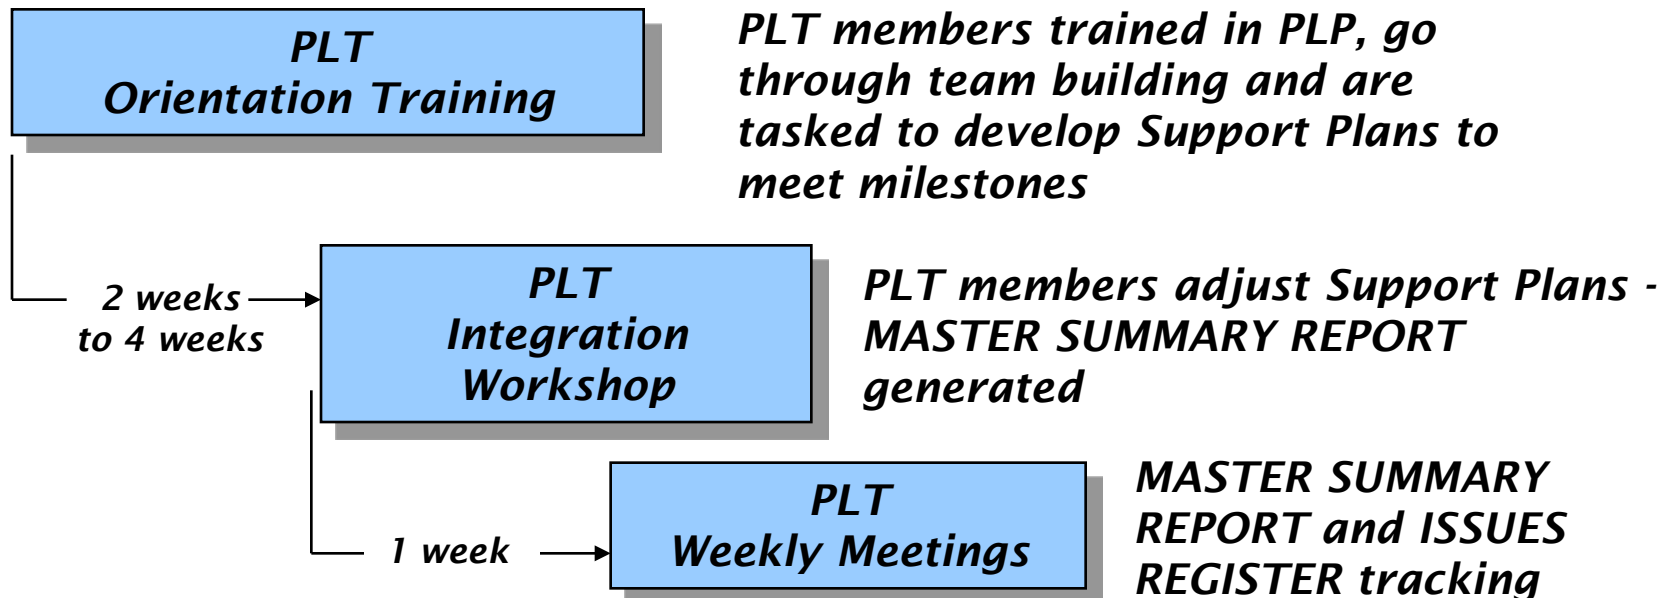 PLT
Orientation Training
PLT members trained in PLP, go
through team building and are
tasked to develop Support Plans to
meet milestones
2 weeks
to 4 weeks
PLT
Integration
Workshop
PLT members adjust Support Plans -
MASTER SUMMARY REPORT
generated
1 week
PLT
Weekly Meetings
MASTER SUMMARY
REPORT and ISSUES
REGISTER tracking